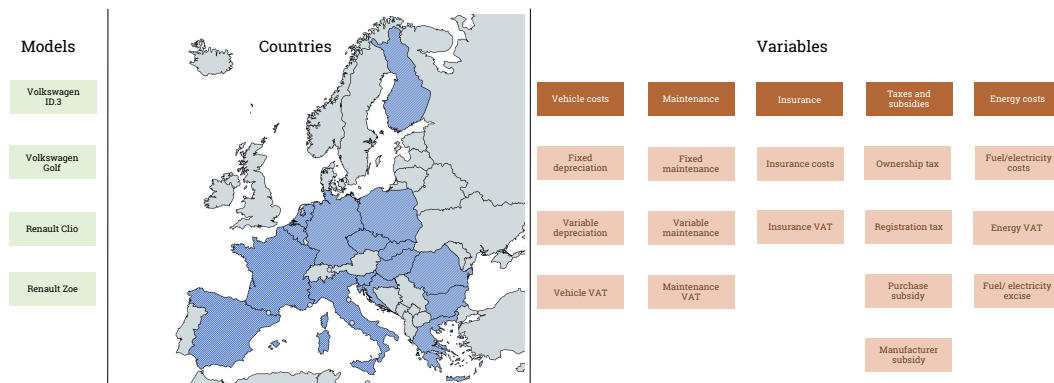 Models
Countries
Variables
Volkswagen
ID.3
Volkswagen
Golf
Renault Clio
Renault Zoe
Vehicle costs
Maintenance
Insurance
Taxes and
subsidies
Energy costs
Fixed
depreciation
Fixed
maintenance
Insurance costs
Ownership tax
Fuel/electricity
costs
Variable
depreciation
Variable
maintenance
Insurance VAT
Registration tax
Energy VAT
Vehicle VAT
Maintenance
VAT
Purchase
subsidy
Fuel/ electricity
excise
Manufacturer
subsidy